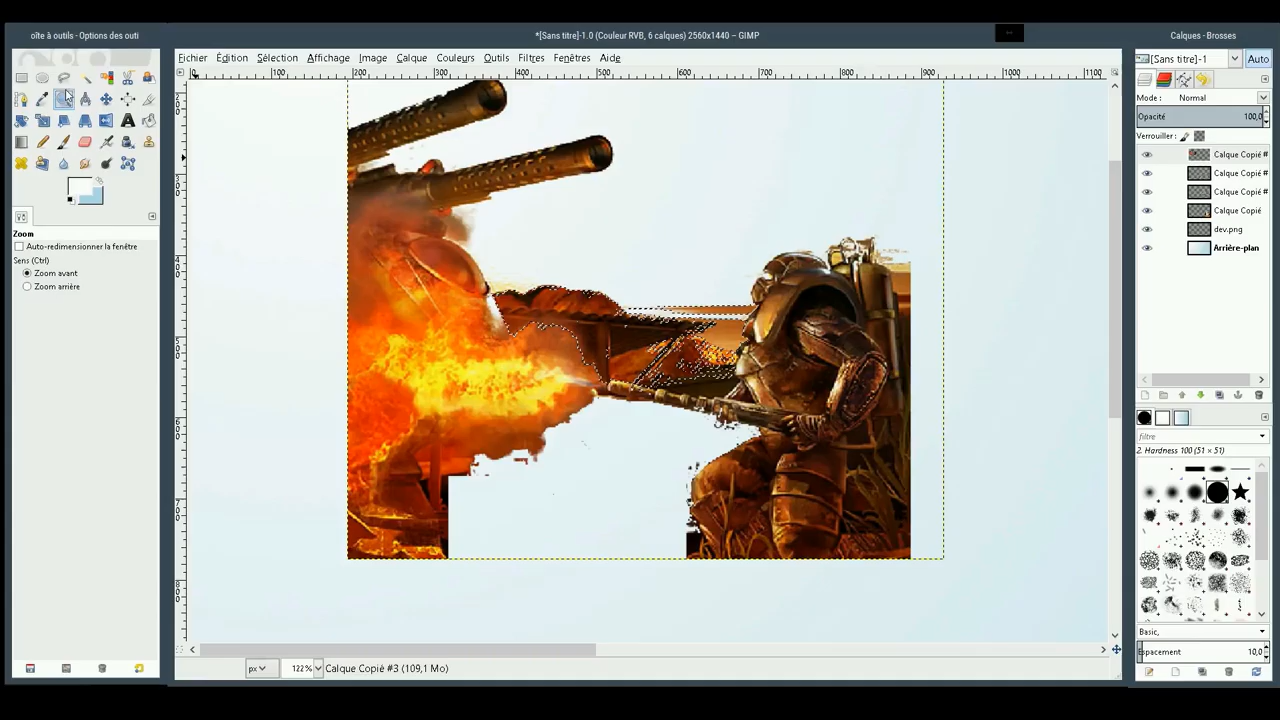 oîte à outils - Options des outi
*[Sans titre]-1.0 (Couleur RVB, 6 calques) 2560x1440 – GIMP
Calques - Brosses
Fichier Édition Sélection Affichage Image Calque Couleurs Outils Filtres Fenêtres Aide
[Sans titre]-1 Auto
0 100 200 300 400 500 600 700 800 900 1000 1100
Mode : Normal
Opacité 100,0
Verrouiller :
Calque Copié #
Calque Copié #
Calque Copié #
Calque Copié
dev.png
Arrière-plan
Zoom
Auto-redimensionner la fenêtre
Sens (Ctrl)
Zoom avant
Zoom arrière
filtre
2. Hardness 100 (51 × 51)
Basic,
Espacement 10,0
px 122% Calque Copié #3 (109,1 Mo)